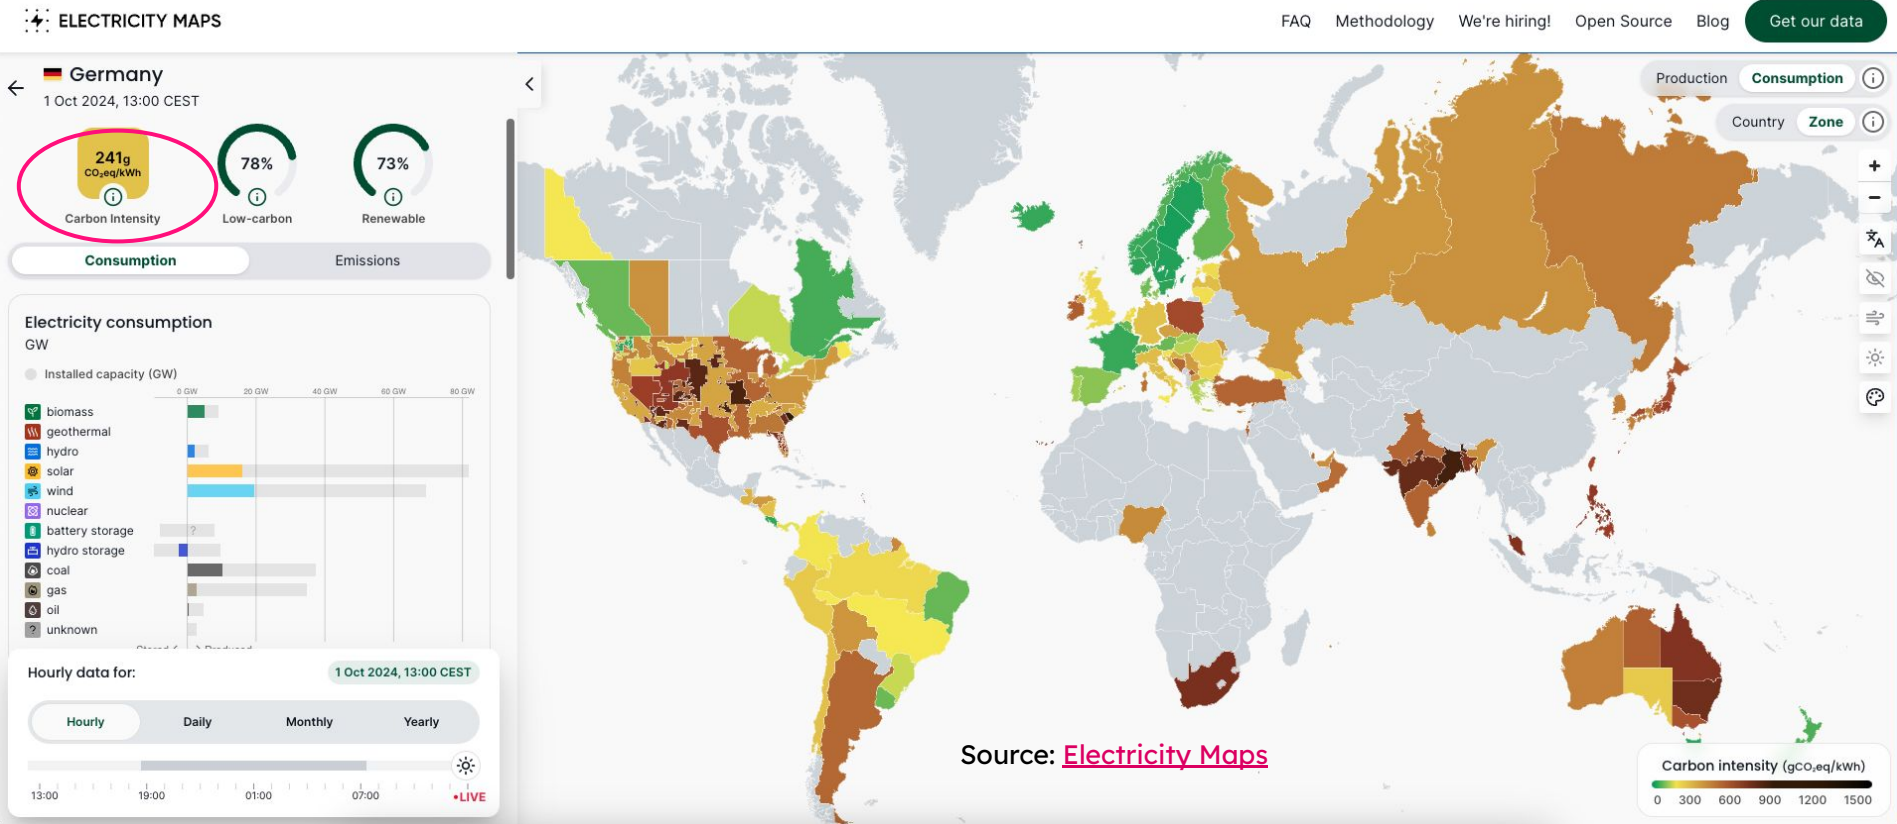 ELECTRICITY MAPS
FAQ Methodology We're hiring! Open Source Blog Get our data
Germany
1 Oct 2024, 13:00 CEST
241g
CO₂eq/kWh
Carbon Intensity
78%
Low-carbon
73%
Renewable
Consumption Emissions
Electricity consumption
GW
Installed capacity (GW)
0 GW 20 GW 40 GW 60 GW 80 GW
biomass
geothermal
hydro
solar
wind
nuclear
battery storage ?
hydro storage
coal
gas
oil
? unknown
Hourly data for: 1 Oct 2024, 13:00 CEST
Hourly Daily Monthly Yearly
13:00 19:00 01:00 07:00 •LIVE
Production Consumption
Country Zone
Source: Electricity Maps
Carbon intensity (gCO₂eq/kWh)
0 300 600 900 1200 1500